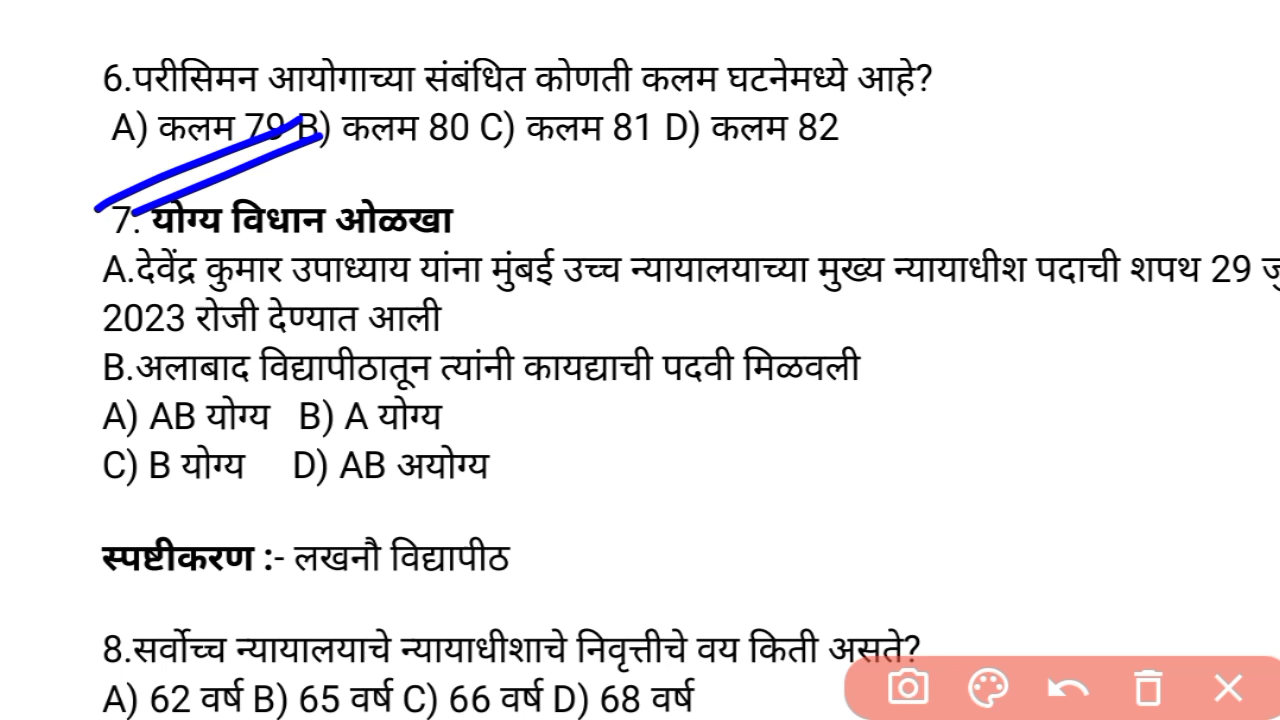 6.परीसिमन आयोगाच्या संबंधित कोणती कलम घटनेमध्ये आहे?
A) कलम 79 B) कलम 80 C) कलम 81 D) कलम 82
7. योग्य विधान ओळखा
A.देवेंद्र कुमार उपाध्याय यांना मुंबई उच्च न्यायालयाच्या मुख्य न्यायाधीश पदाची शपथ 29
2023 रोजी देण्यात आली
B.अलाबाद विद्यापीठातून त्यांनी कायद्याची पदवी मिळवली
A) AB योग्य B) A योग्य
C) B योग्य D) AB अयोग्य
स्पष्टीकरण :- लखनौ विद्यापीठ
8.सर्वोच्च न्यायालयाचे न्यायाधीशाचे निवृत्तीचे वय किती असते?
A) 62 वर्ष B) 65 वर्ष C) 66 वर्ष D) 68 वर्ष